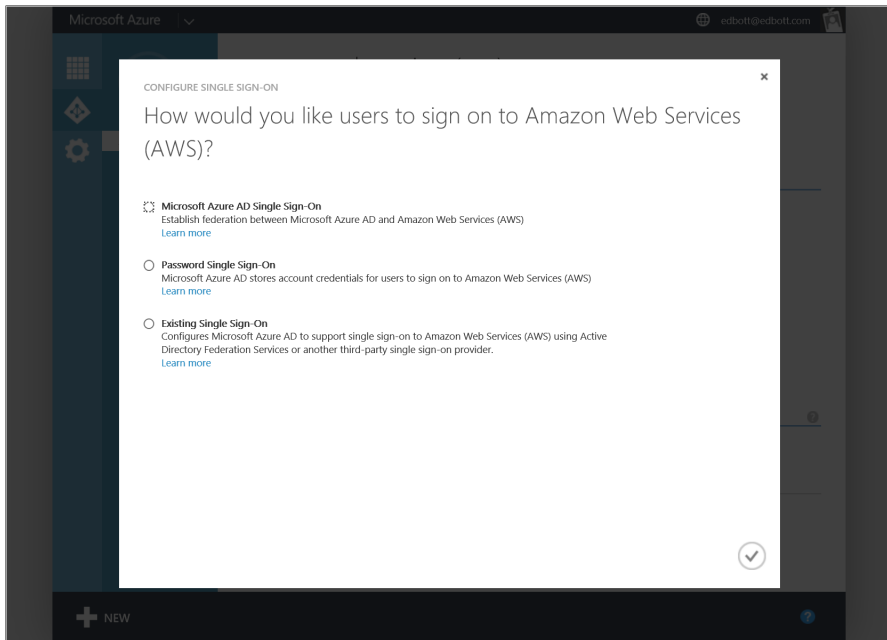 Microsoft Azure
edbott@edbott.com
CONFIGURE SINGLE SIGN-ON
How would you like users to sign on to Amazon Web Services
(AWS)?
Microsoft Azure AD Single Sign-On
Establish federation between Microsoft Azure AD and Amazon Web Services (AWS)
Learn more
Password Single Sign-On
Microsoft Azure AD stores account credentials for users to sign on to Amazon Web Services (AWS)
Learn more
Existing Single Sign-On
Configures Microsoft Azure AD to support single sign-on to Amazon Web Services (AWS) using Active
Directory Federation Services or another third-party single sign-on provider.
Learn more
NEW